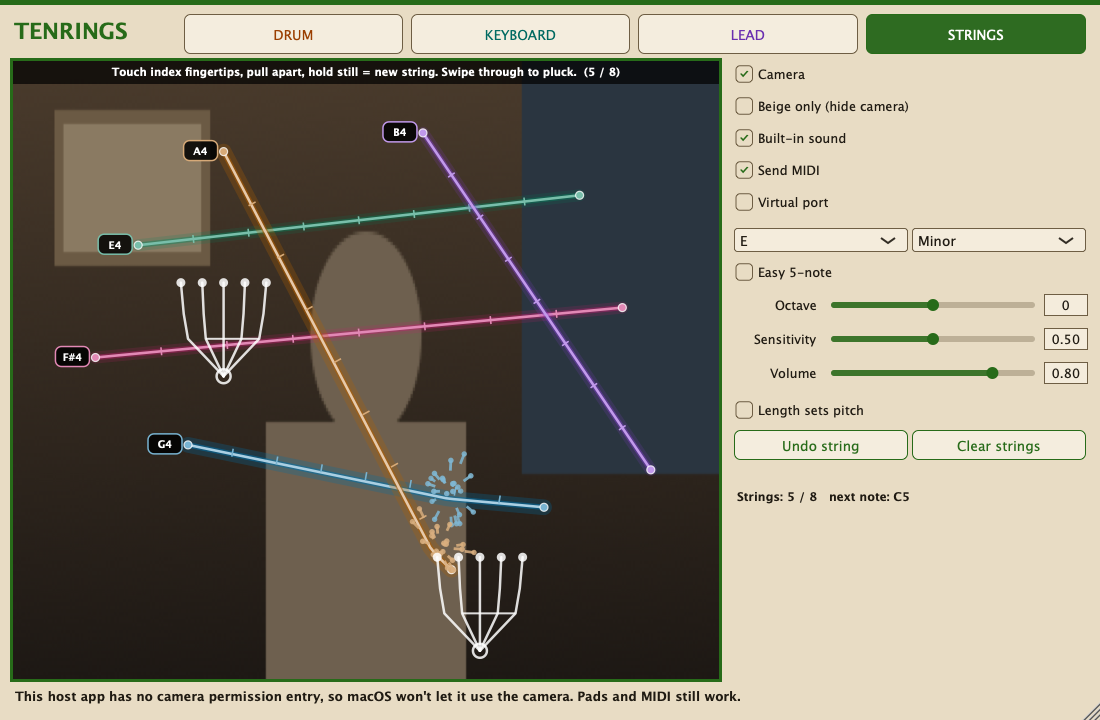 TENRINGS
DRUM
KEYBOARD
LEAD
STRINGS
Touch index fingertips, pull apart, hold still = new string. Swipe through to pluck. (5 / 8)
A4
B4
E4
F#4
G4
Camera
Beige only (hide camera)
Built-in sound
Send MIDI
Virtual port
E
Minor
Easy 5-note
Octave
0
Sensitivity
0.50
Volume
0.80
Length sets pitch
Undo string
Clear strings
Strings: 5 / 8 next note: C5
This host app has no camera permission entry, so macOS won't let it use the camera. Pads and MIDI still work.